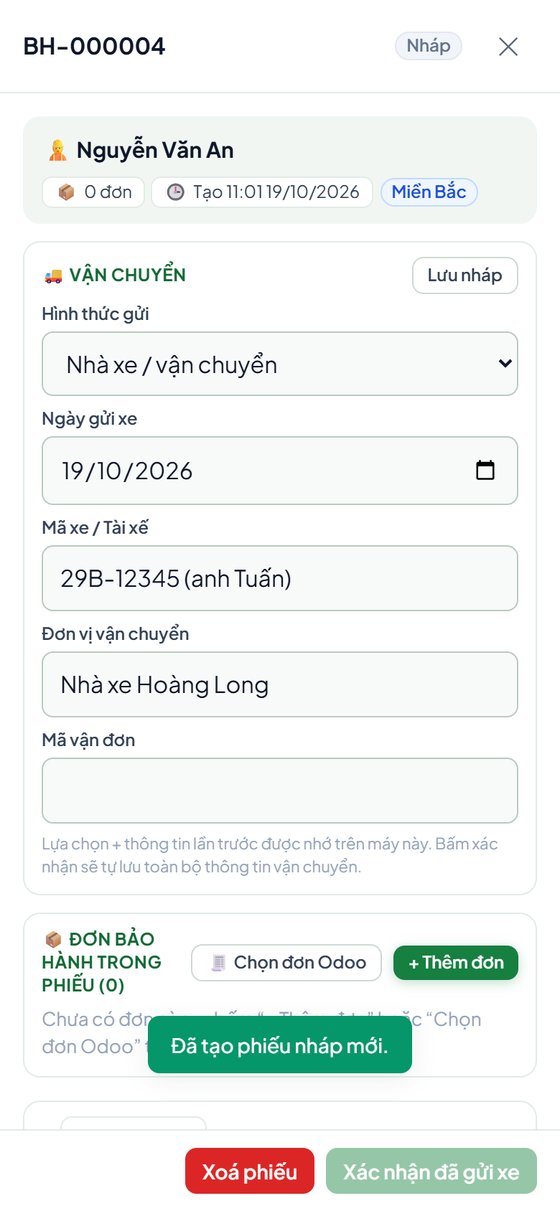 BH-000004
Nháp
Nguyễn Văn An
0 đơn
Tạo 11:01 19/10/2026
Miền Bắc
VẬN CHUYỂN
Lưu nháp
Hình thức gửi
Nhà xe / vận chuyển
Ngày gửi xe
19/10/2026
Mã xe / Tài xế
29B-12345 (anh Tuấn)
Đơn vị vận chuyển
Nhà xe Hoàng Long
Mã vận đơn
Lựa chọn + thông tin lần trước được nhớ trên máy này. Bấm xác
nhận sẽ tự lưu toàn bộ thông tin vận chuyển.
ĐƠN BẢO
HÀNH TRONG
PHIẾU (0)
Chọn đơn Odoo
+ Thêm đơn
Chưa có đơn “Chọn
đơn Odoo”
Đã tạo phiếu nháp mới.
Xoá phiếu
Xác nhận đã gửi xe